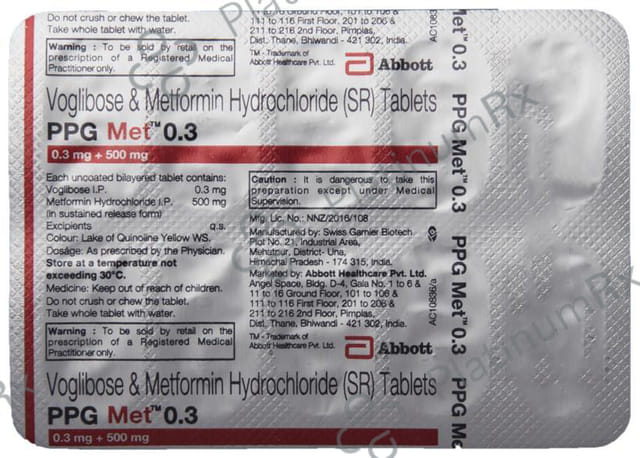 Do not crush or chew the tablet.
Take whole tablet with water.
Warning : To be sold by retail on the
prescription of a Registered Medical
Practitioner only.
111 to 116 First Floor, 201 to 206 &
211 to 216 2nd Floor, Pimplas,
Dist. Thane, Bhiwandi - 421 302, India.
TM - Trademark of
Abbott Healthcare Pvt. Ltd.
Abbott
Voglibose & Metformin Hydrochloride (SR) Tablets
PPG Met™ 0.3
0.3 mg + 500 mg
Each uncoated bilayered tablet contains:
Voglibose I.P. 0.3 mg
Metformin Hydrochloride I.P. 500 mg
(in sustained release form)
Excipients q.s.
Colour: Lake of Quinoline Yellow WS.
Dosage: As prescribed by the Physician.
Store at a temperature not
exceeding 30°C.
Medicine: Keep out of reach of children.
Do not crush or chew the tablet.
Take whole tablet with water.
Warning : To be sold by retail on the
prescription of a Registered Medical
Practitioner only.
Caution : It is dangerous to take this
preparation except under Medical
Supervision.
Mfg. Lic. No.: NNZ/2016/108
Manufactured by: Swiss Garnier Biotech
Plot No. 21, Industrial Area,
Mehatpur, District- Una,
Himachal Pradesh - 174 315, India.
Marketed by: Abbott Healthcare Pvt. Ltd.
Angel Space, Bldg. D-4, Gala No. 1 to 6 &
11 to 16 Ground Floor, 101 to 106 &
111 to 116 First Floor, 201 to 206 &
211 to 216 2nd Floor, Pimplas,
Dist. Thane, Bhiwandi - 421 302, India.
TM - Trademark of
Abbott Healthcare Pvt. Ltd.
Abbott
Voglibose & Metformin Hydrochloride (SR) Tablets
PPG Met™ 0.3
0.3 mg + 500 mg
AC1083
AC10836/a
Met™ 0.3
PPG Met™ 0.3
PPG Met™ 0.3
PPG Me
PlatinumRx
PlatinumRx